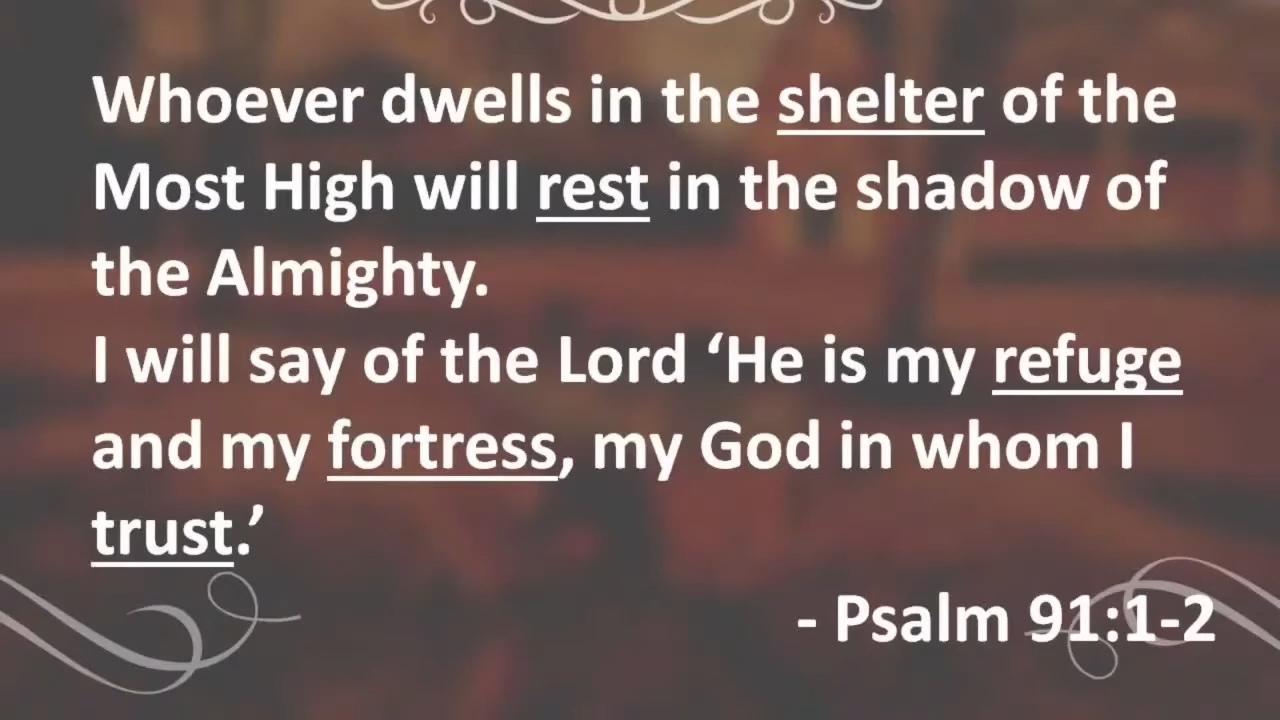 Whoever dwells in the shelter of the
Most High will rest in the shadow of
the Almighty.
I will say of the Lord ‘He is my refuge
and my fortress, my God in whom I
trust.’
- Psalm 91:1-2